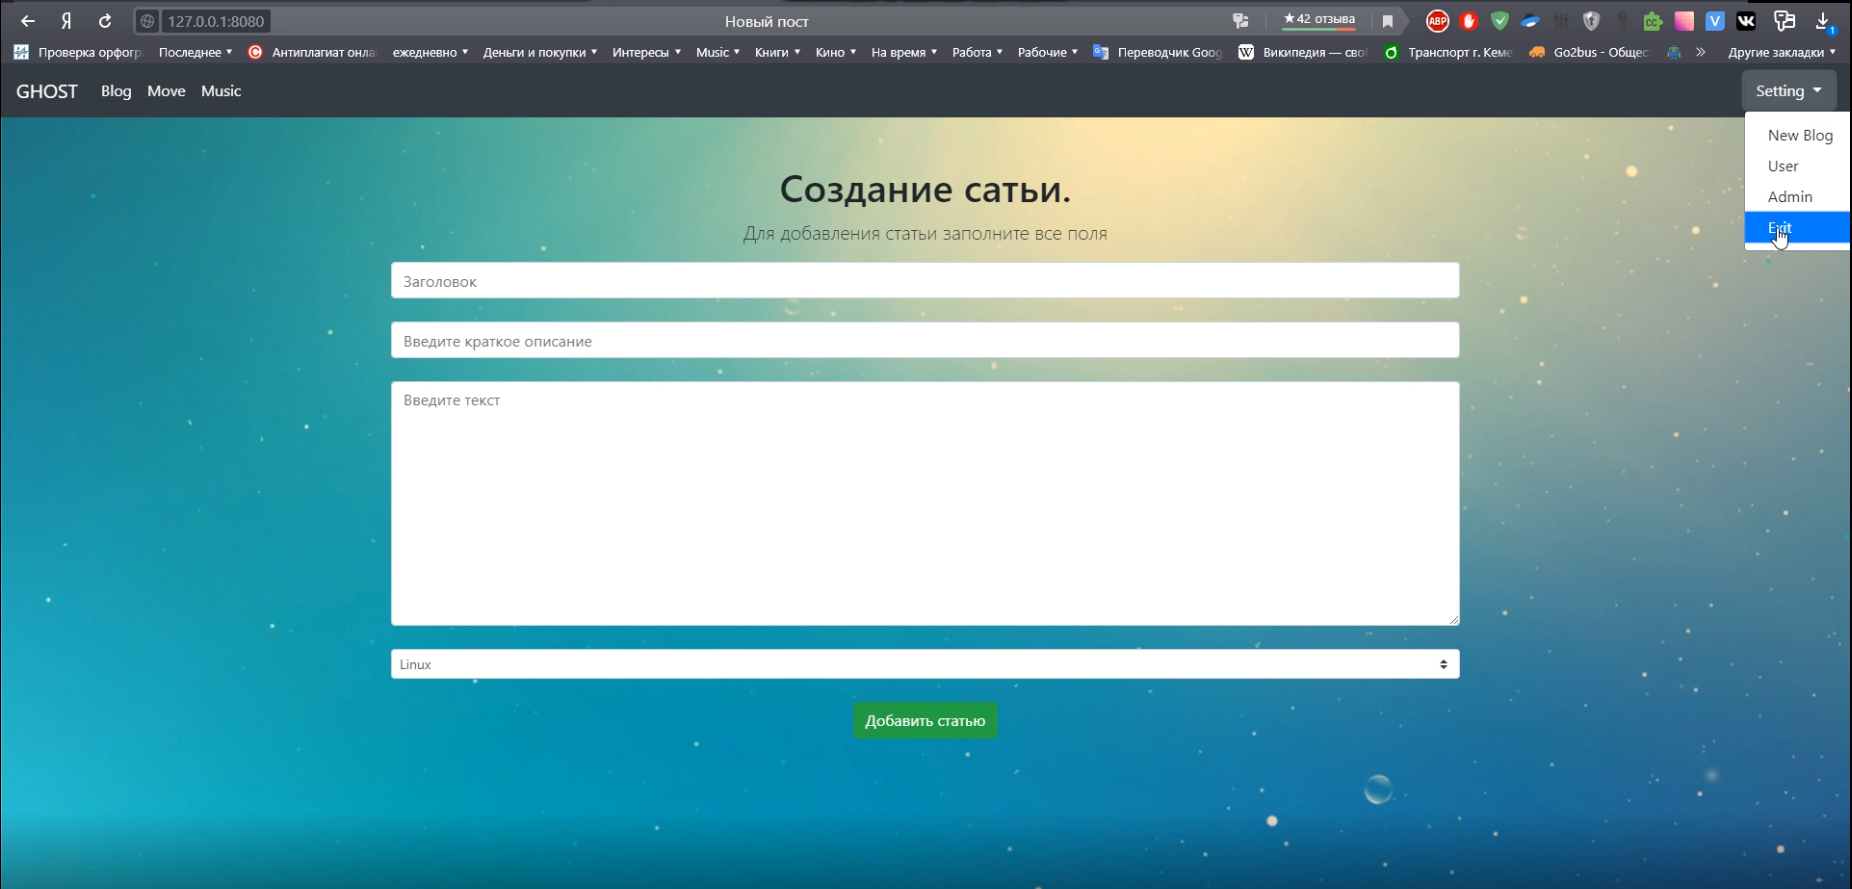 Я 127.0.0.1:8080 Новый пост ★42 отзыва ABP CC V
Проверка орфогр Последнее Антиплагиат онла ежедневно Деньги и покупки Интересы Music Книги Кино На время Работа Рабочие Переводчик Goog W Википедия — сво Транспорт г. Кеме Go2bus - Общес » Другие закладки
GHOST Blog Move Music Setting
New Blog
User
Admin
Exit
Создание сатьи.
Для добавления статьи заполните все поля
Заголовок
Введите краткое описание
Введите текст
Linux
Добавить статью